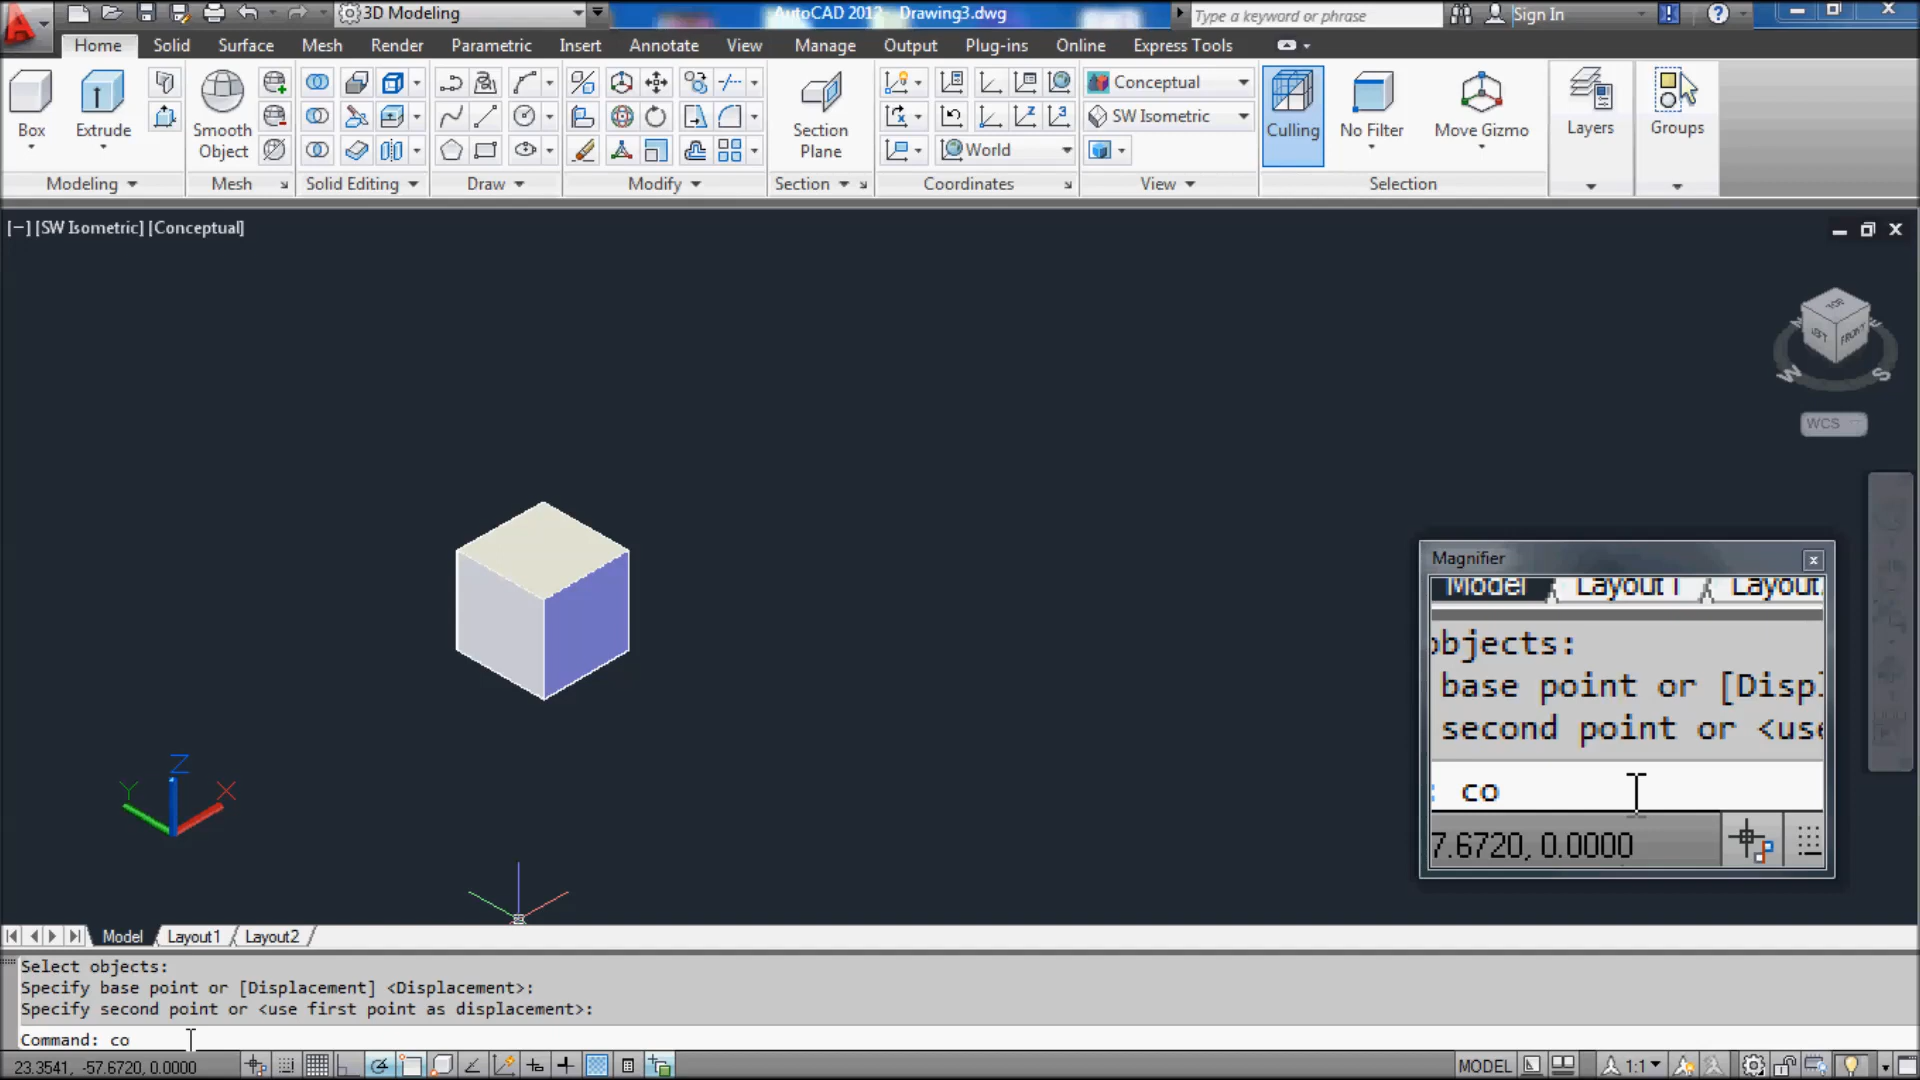 3D Modeling
AutoCAD 2012 - Drawing3.dwg
Type a keyword or phrase
Sign In
Home
Solid
Surface
Mesh
Render
Parametric
Insert
Annotate
View
Manage
Output
Plug-ins
Online
Express Tools
Box
Extrude
Smooth
Object
Section
Plane
World
Conceptual
SW Isometric
Culling
No Filter
Move Gizmo
Layers
Groups
Modeling
Mesh
Solid Editing
Draw
Modify
Section
Coordinates
View
Selection
[−] [SW Isometric] [Conceptual]
TOP
LEFT
FRONT
W
S
WCS
Magnifier
Model
Layout1
Layout
objects:
base point or [Disp
second point or <use
: co
7.6720, 0.0000
Z
Y
X
Model
Layout1
Layout2
Select objects:
Specify base point or [Displacement] <Displacement>:
Specify second point or <use first point as displacement>:
Command: co
23.3541, -57.6720, 0.0000
MODEL
1:1